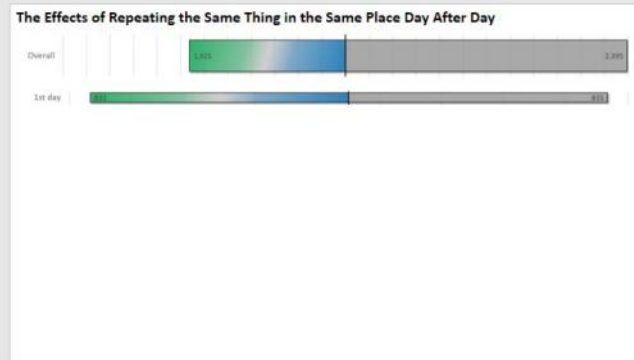 The Effects of Repeating the Same Thing in the Same Place Day After Day
Overall
1st day